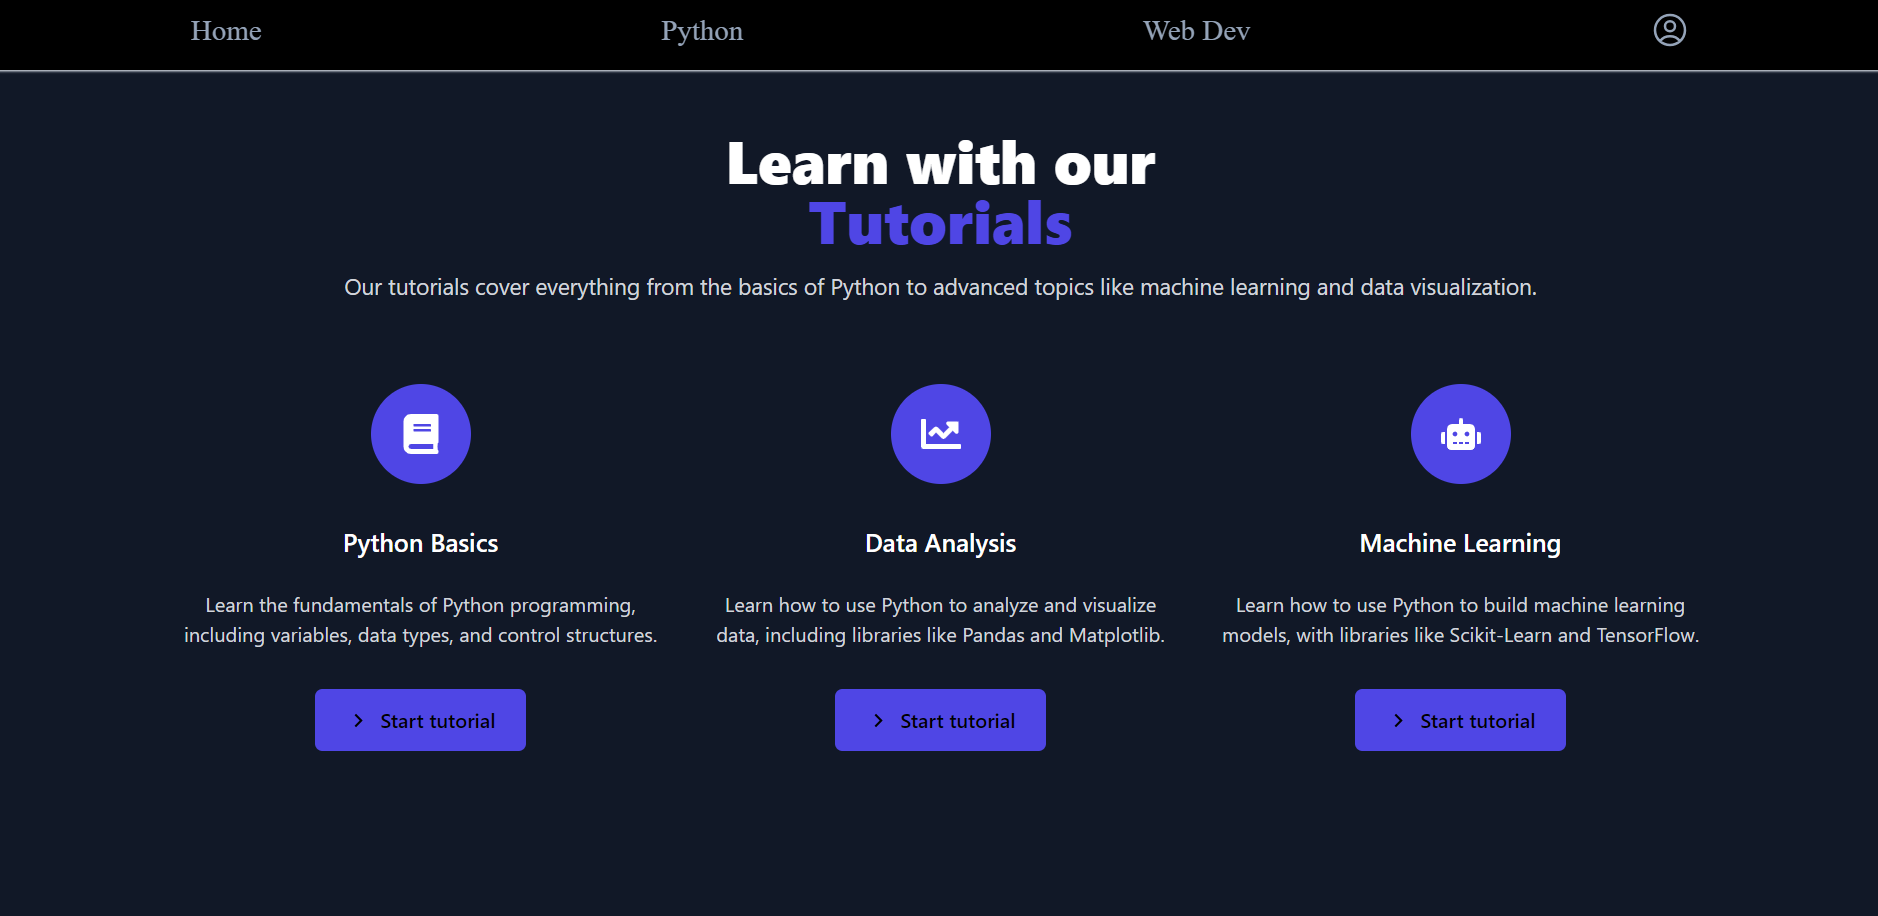 Home Python Web Dev
Learn with our
Tutorials
Our tutorials cover everything from the basics of Python to advanced topics like machine learning and data visualization.
Python Basics
Learn the fundamentals of Python programming,
including variables, data types, and control structures.
Start tutorial
Data Analysis
Learn how to use Python to analyze and visualize
data, including libraries like Pandas and Matplotlib.
Start tutorial
Machine Learning
Learn how to use Python to build machine learning
models, with libraries like Scikit-Learn and TensorFlow.
Start tutorial